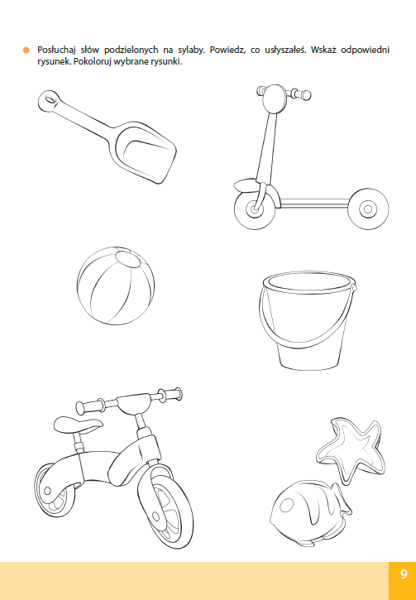 Posłuchaj słów podzielonych na sylaby. Powiedz, co usłyszałeś. Wskaż odpowiedni
rysunek. Pokoloruj wybrane rysunki.
9